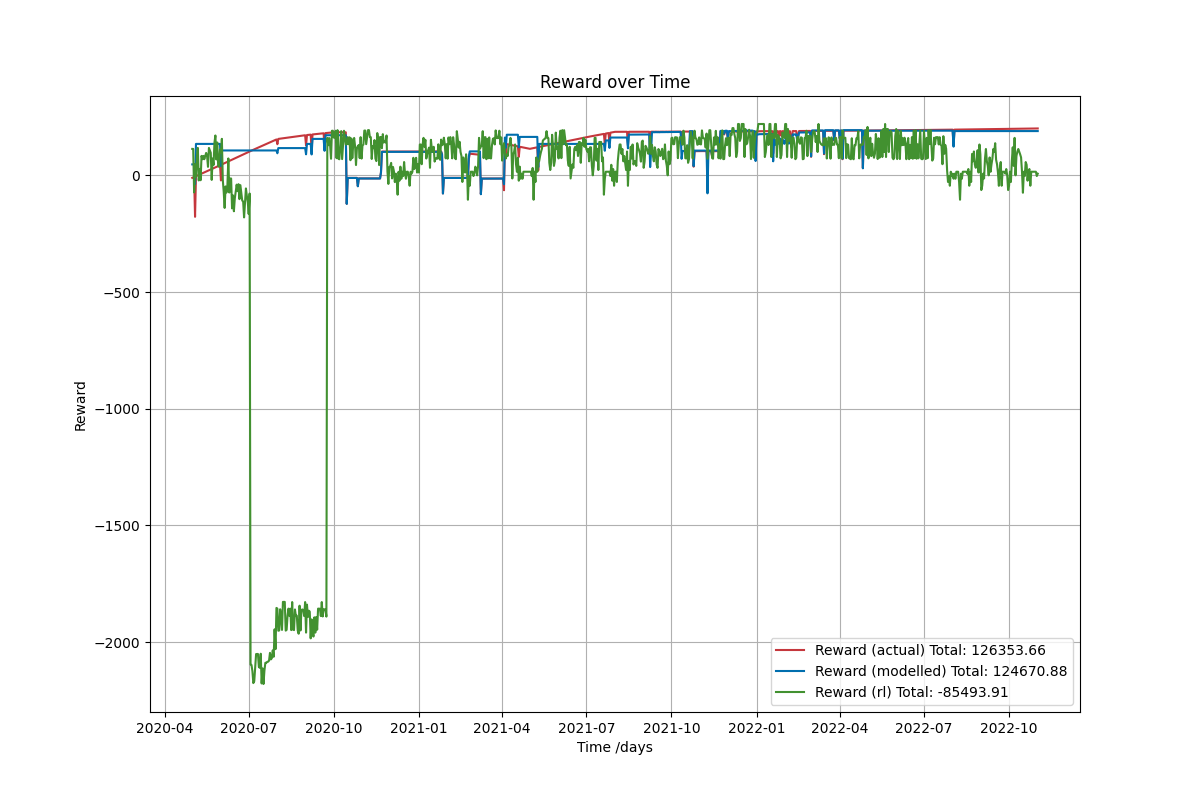 Reward over Time
Reward
0
−500
−1000
−1500
−2000
2020-04 2020-07 2020-10 2021-01 2021-04 2021-07 2021-10 2022-01 2022-04 2022-07 2022-10
Time /days
Reward (actual) Total: 126353.66
Reward (modelled) Total: 124670.88
Reward (rl) Total: -85493.91